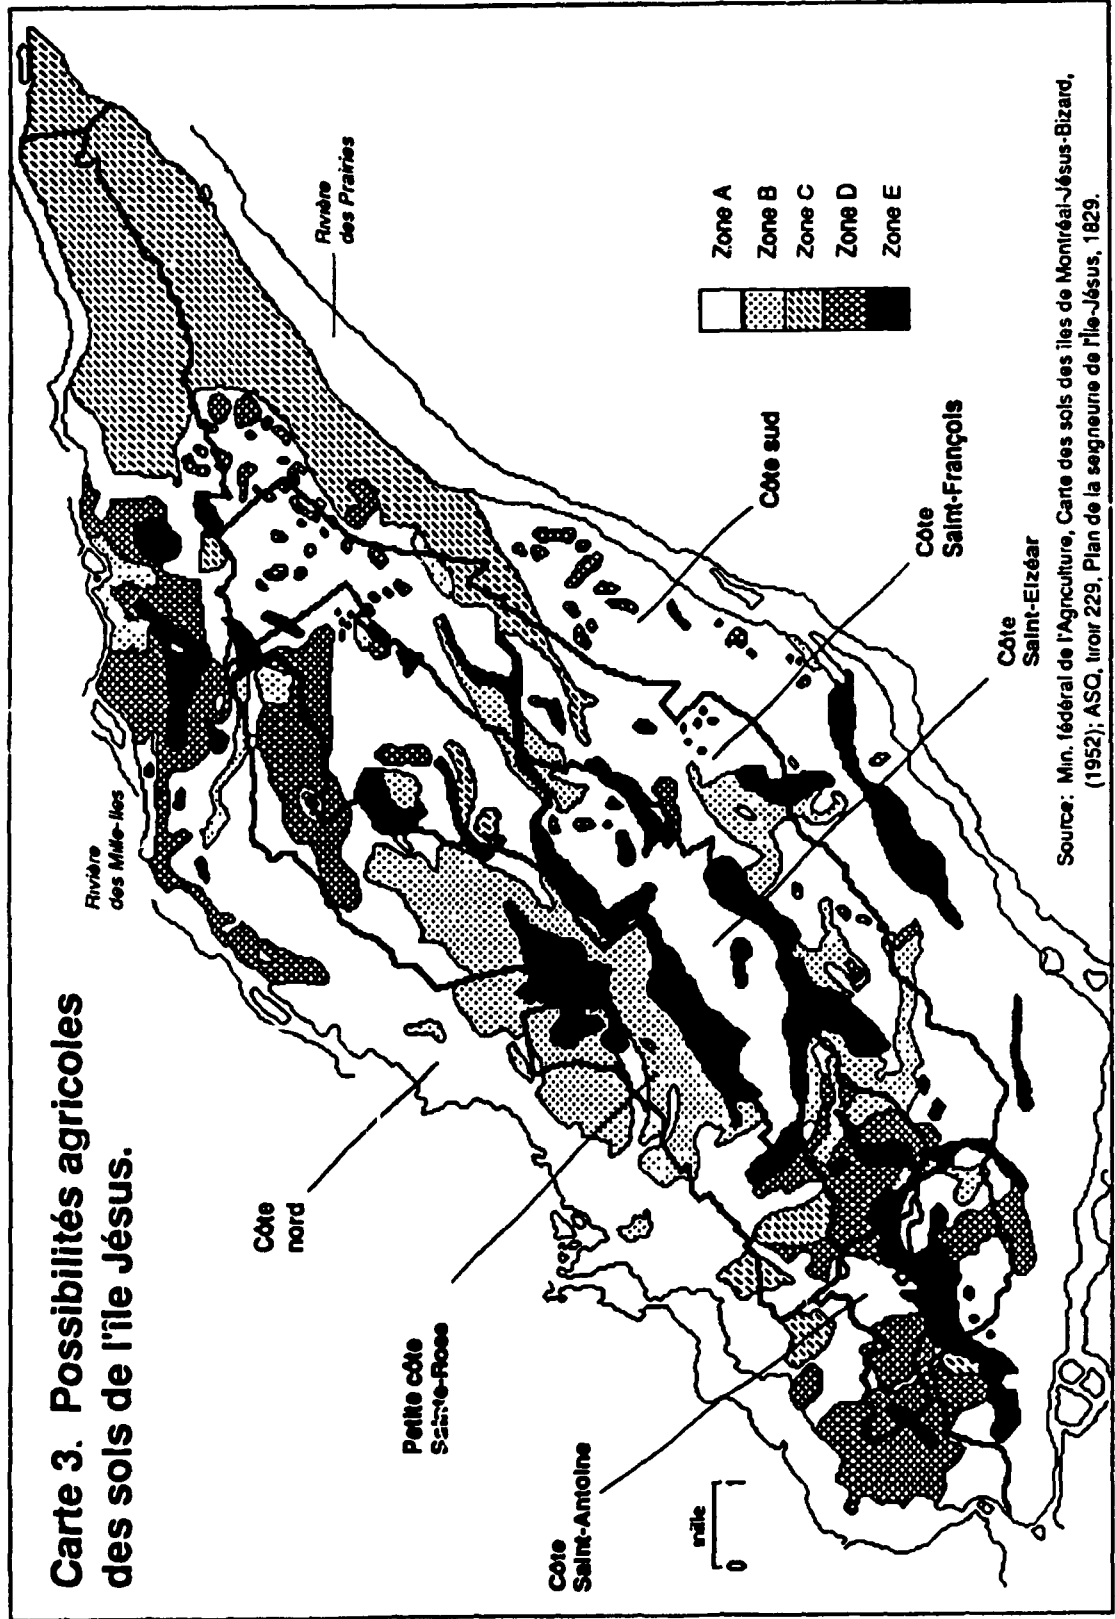 Carte 3. Possibilités agricoles
des sols de l'île Jésus.
Rivière
des Mille-Iles
Rivière
des Prairies
Côte
nord
Petite côte
Sainte-Rose
Côte
Saint-Antoine
Zone A
Zone B
Zone C
Zone D
Zone E
Côte sud
Côte
Saint-François
Côte
Saint-Elzéar
mille
0 1
Source: Min. fédéral de l'Agriculture, Carte des sols des îles de Montréal-Jésus-Bizard,
(1952); ASQ, tiroir 229, Plan de la seigneurie de l'Ile-Jésus, 1829.